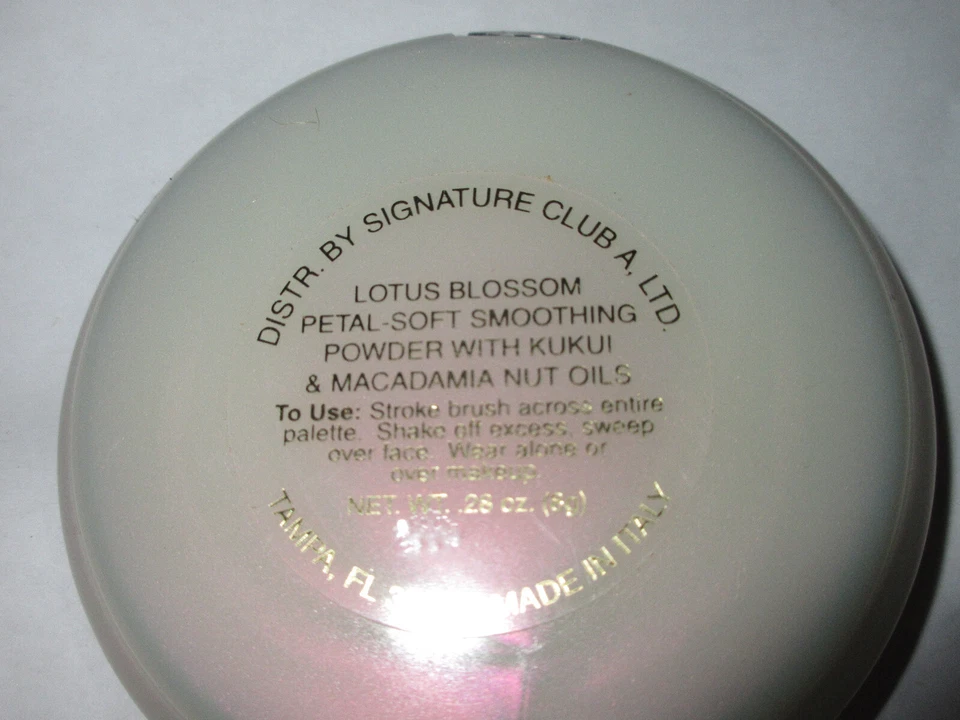 DISTR. BY SIGNATURE CLUB A, LTD.
LOTUS BLOSSOM
PETAL-SOFT SMOOTHING
POWDER WITH KUKUI
& MACADAMIA NUT OILS
To Use: Stroke brush across entire
palette. Shake off excess, sweep
over face. Wear alone or
over makeup.
NET. WT. .28 oz. (8g)
TAMPA, FL MADE IN ITALY